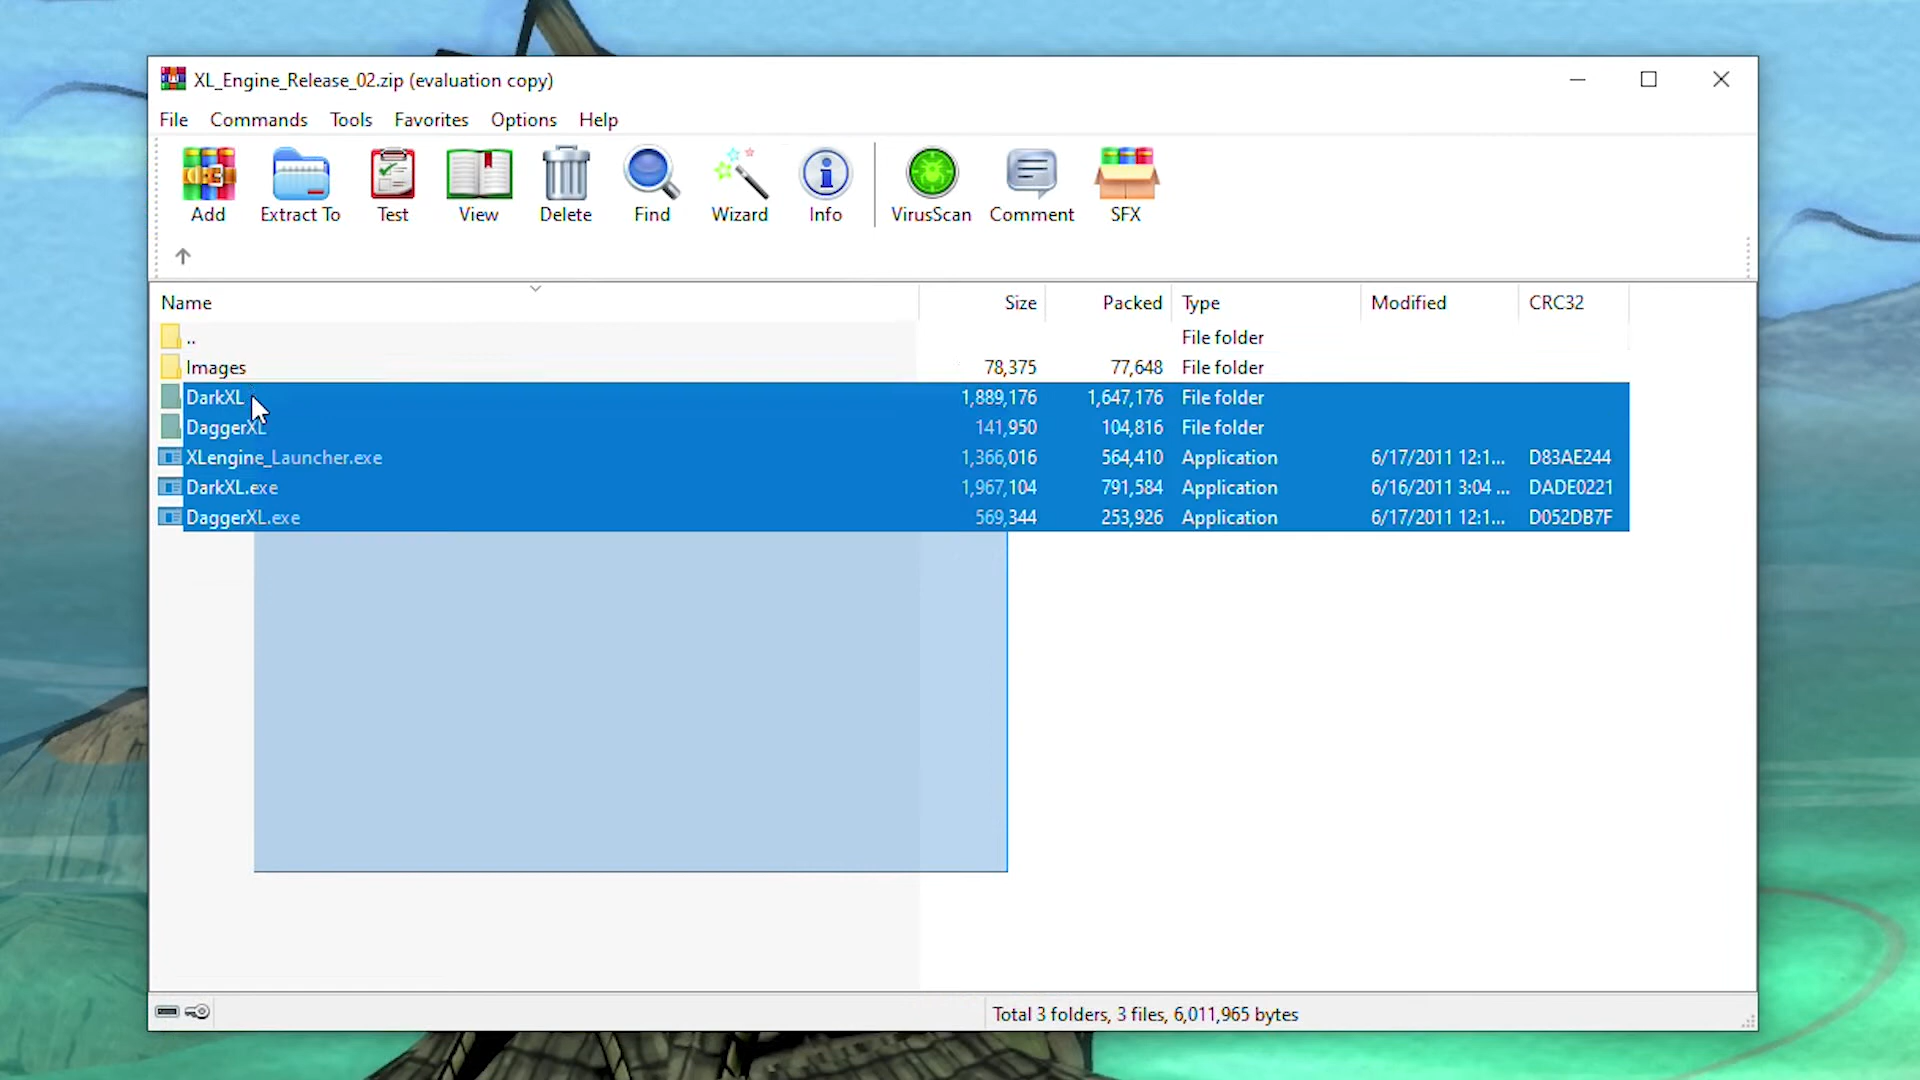 XL_Engine_Release_02.zip (evaluation copy)
File Commands Tools Favorites Options Help
Add Extract To Test View Delete Find Wizard Info VirusScan Comment SFX
Name Size Packed Type Modified CRC32
.. File folder
Images 78,375 77,648 File folder
DarkXL 1,889,176 1,647,176 File folder
DaggerXL 141,950 104,816 File folder
XLengine_Launcher.exe 1,366,016 564,410 Application 6/17/2011 12:1... D83AE244
DarkXL.exe 1,967,104 791,584 Application 6/16/2011 3:04 ... DADE0221
DaggerXL.exe 569,344 253,926 Application 6/17/2011 12:1... D052DB7F
Total 3 folders, 3 files, 6,011,965 bytes